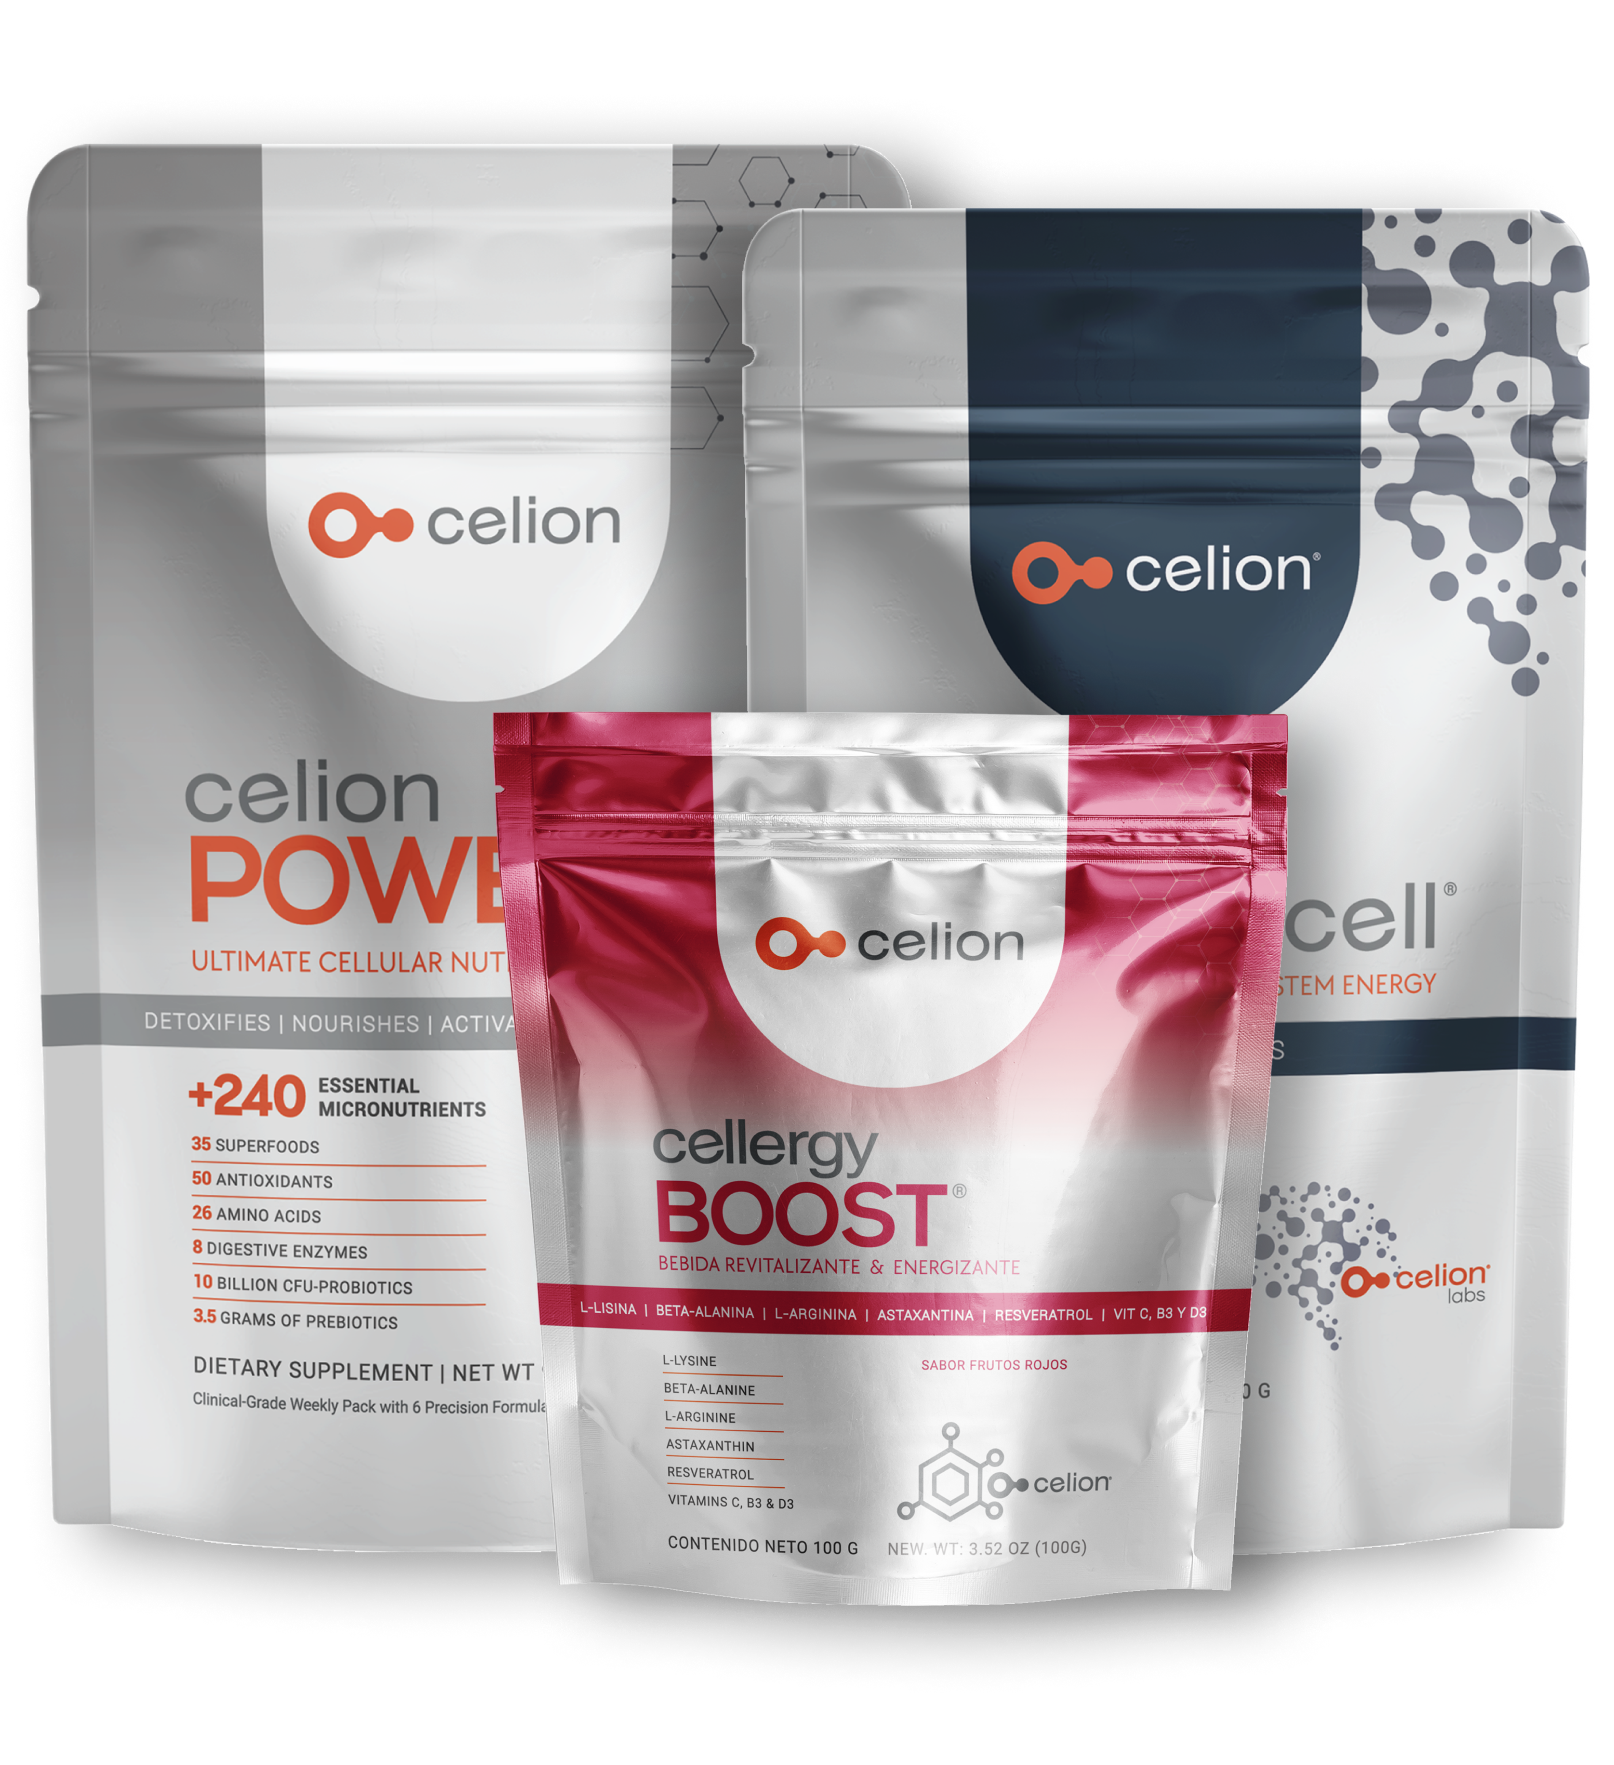 celion
celion
POWE
ULTIMATE CELLULAR NUT
DETOXIFIES | NOURISHES | ACTIVA
+240 ESSENTIAL
MICRONUTRIENTS
35 SUPERFOODS
50 ANTIOXIDANTS
26 AMINO ACIDS
8 DIGESTIVE ENZYMES
10 BILLION CFU-PROBIOTICS
3.5 GRAMS OF PREBIOTICS
DIETARY SUPPLEMENT | NET WT
Clinical-Grade Weekly Pack with 6 Precision Formula
celion®
cell®
STEM ENERGY
S
celion®
labs
0 G
celion
cellergy
BOOST®
BEBIDA REVITALIZANTE & ENERGIZANTE
L-LISINA | BETA-ALANINA | L-ARGININA | ASTAXANTINA | RESVERATROL | VIT C, B3 Y D3
L-LYSINE
BETA-ALANINE
L-ARGININE
ASTAXANTHIN
RESVERATROL
VITAMINS C, B3 & D3
SABOR FRUTOS ROJOS
celion®
CONTENIDO NETO 100 G NEW. WT: 3.52 OZ (100G)